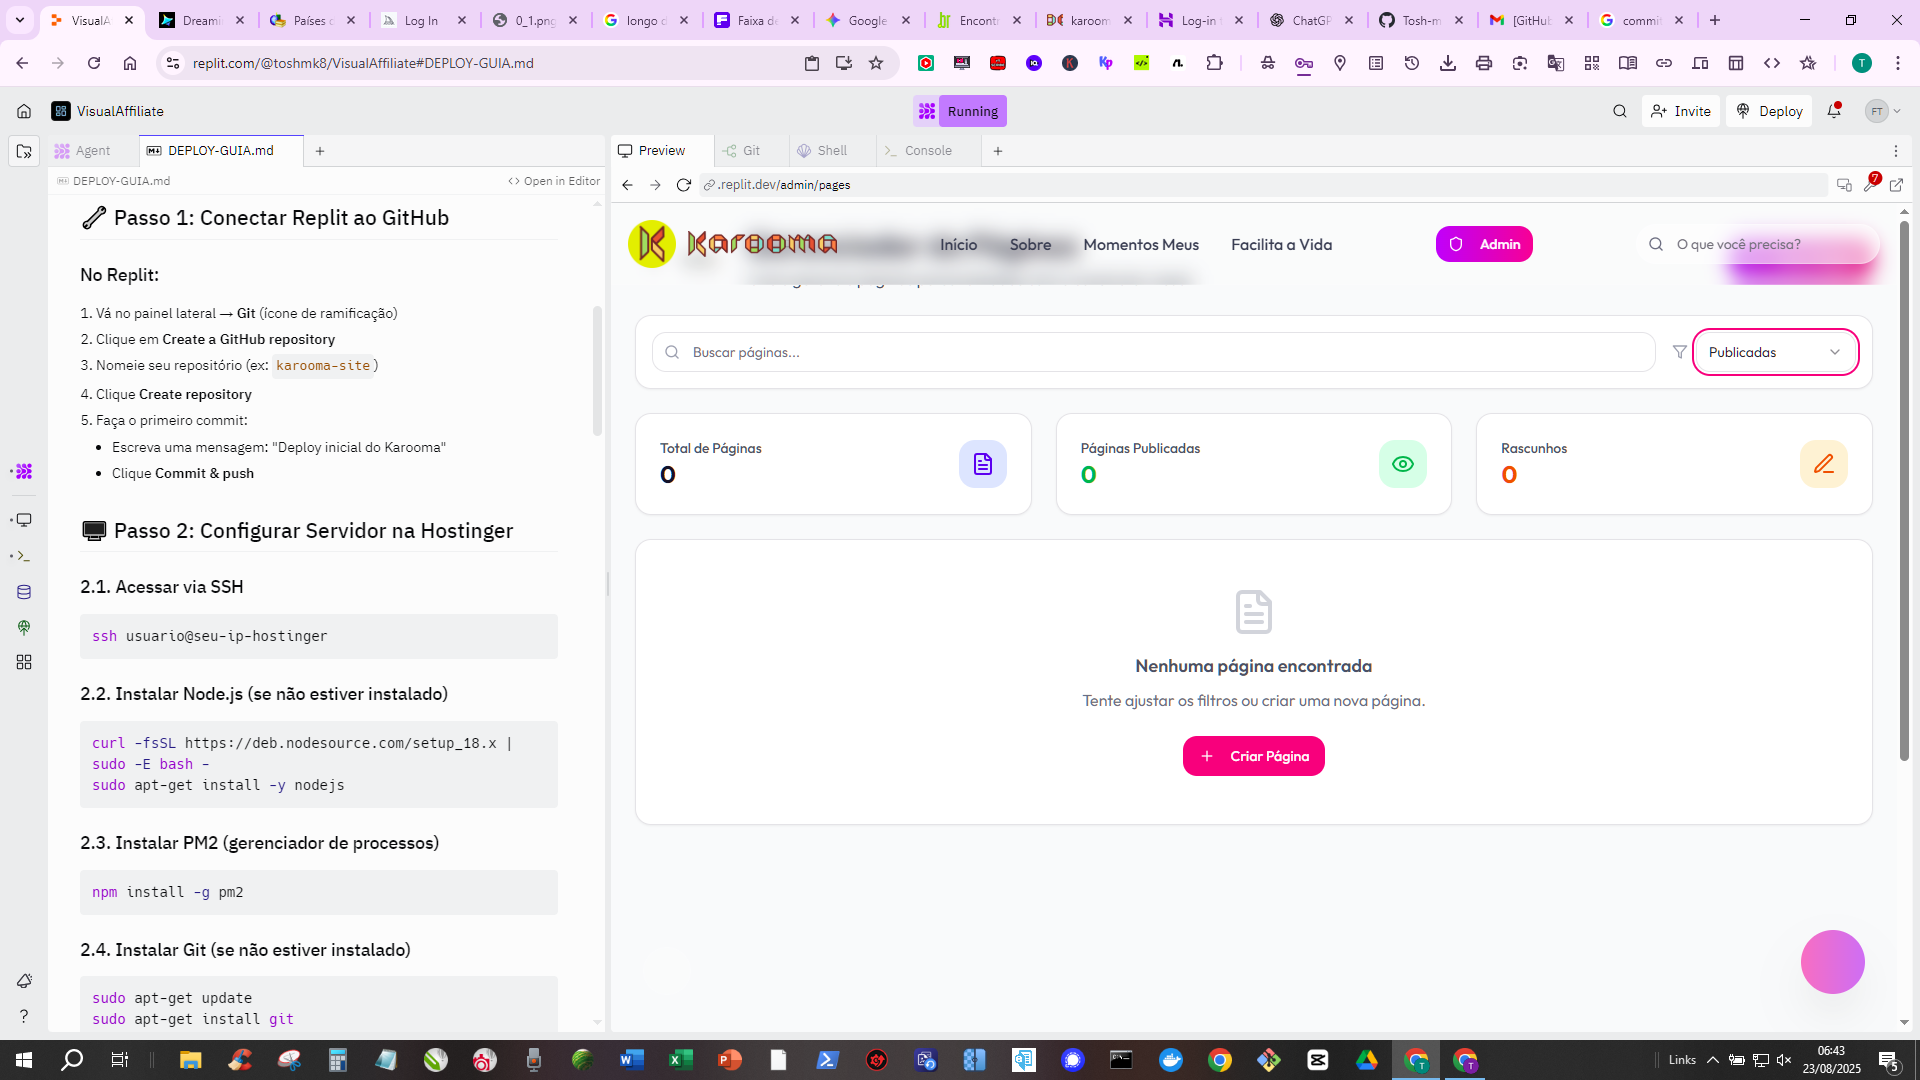 VisualA
Dreami
Países c
Log In
0_1.png
longo d
Faixa de
Google
Encont
karoom
Log-in
ChatGP
Tosh-m
[GitHub
commit
replit.com/@toshmk8/VisualAffiliate#DEPLOY-GUIA.md
T
VisualAffiliate
Running
Invite
Deploy
FT
Agent
DEPLOY-GUIA.md
Preview
Git
Shell
Console
DEPLOY-GUIA.md
Open in Editor
.replit.dev/admin/pages
7
Passo 1: Conectar Replit ao GitHub
No Replit:
1. Vá no painel lateral → Git (ícone de ramificação)
2. Clique em Create a GitHub repository
3. Nomeie seu repositório (ex: karooma-site)
4. Clique Create repository
5. Faça o primeiro commit:
• Escreva uma mensagem: "Deploy inicial do Karooma"
• Clique Commit & push
Passo 2: Configurar Servidor na Hostinger
2.1. Acessar via SSH
ssh usuario@seu-ip-hostinger
2.2. Instalar Node.js (se não estiver instalado)
curl -fsSL https://deb.nodesource.com/setup_18.x |
sudo -E bash -
sudo apt-get install -y nodejs
2.3. Instalar PM2 (gerenciador de processos)
npm install -g pm2
2.4. Instalar Git (se não estiver instalado)
sudo apt-get update
sudo apt-get install git
Karooma
Início
Sobre
Momentos Meus
Facilita a Vida
Admin
O que você precisa?
Buscar páginas...
Publicadas
Total de Páginas
0
Páginas Publicadas
0
Rascunhos
0
Nenhuma página encontrada
Tente ajustar os filtros ou criar uma nova página.
+ Criar Página
Links
06:43
23/08/2025
5